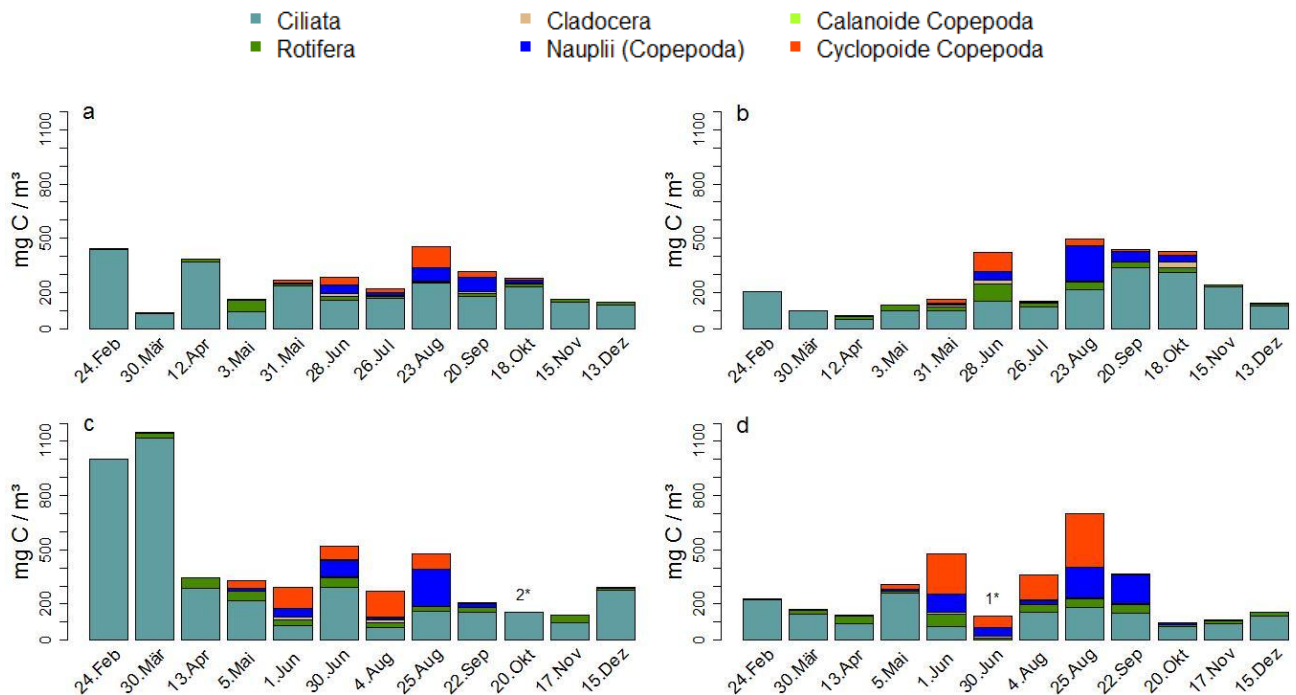 Ciliata
Cladocera
Calanoide Copepoda
Rotifera
Nauplii (Copepoda)
Cyclopoide Copepoda
a
mg C / m³
0 200 500 800 1100
24.Feb 30.Mär 12.Apr 3.Mai 31.Mai 28.Jun 26.Jul 23.Aug 20.Sep 18.Okt 15.Nov 13.Dez
b
mg C / m³
0 200 500 800 1100
24.Feb 30.Mär 12.Apr 3.Mai 31.Mai 28.Jun 26.Jul 23.Aug 20.Sep 18.Okt 15.Nov 13.Dez
c
mg C / m³
0 200 500 800 1100
2*
24.Feb 30.Mär 13.Apr 5.Mai 1.Jun 30.Jun 4.Aug 25.Aug 22.Sep 20.Okt 17.Nov 15.Dez
d
mg C / m³
0 200 500 800 1100
1*
24.Feb 30.Mär 13.Apr 5.Mai 1.Jun 30.Jun 4.Aug 25.Aug 22.Sep 20.Okt 17.Nov 15.Dez